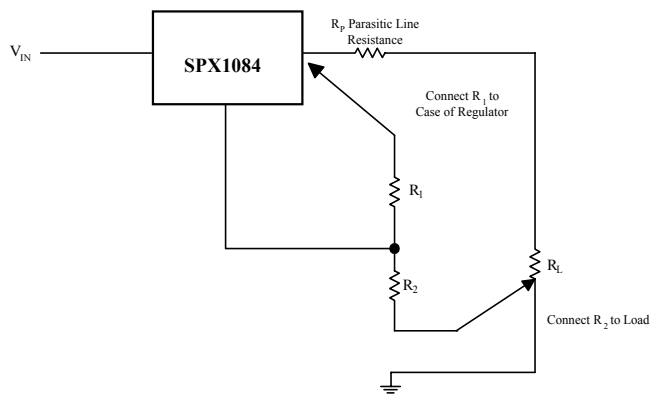 R_P Parasitic Line
Resistance
V_IN
SPX1084
Connect R_1 to
Case of Regulator
R_1
R_L
R_2
Connect R_2 to Load